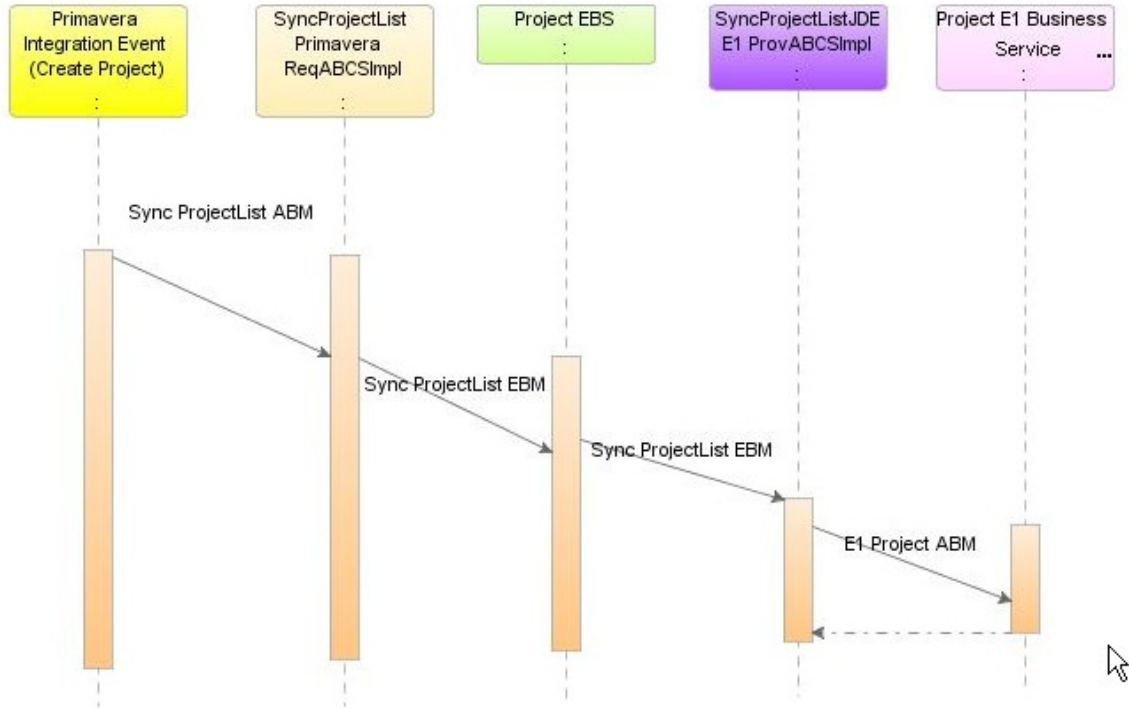 Primavera
Integration Event
(Create Project)
:
SyncProjectList
Primavera
ReqABCSImpl
:
Project EBS
:
SyncProjectListJDE
E1 ProvABCSImpl
:
Project E1 Business
Service ...
:
Sync ProjectList ABM
Sync ProjectList EBM
Sync ProjectList EBM
E1 Project ABM